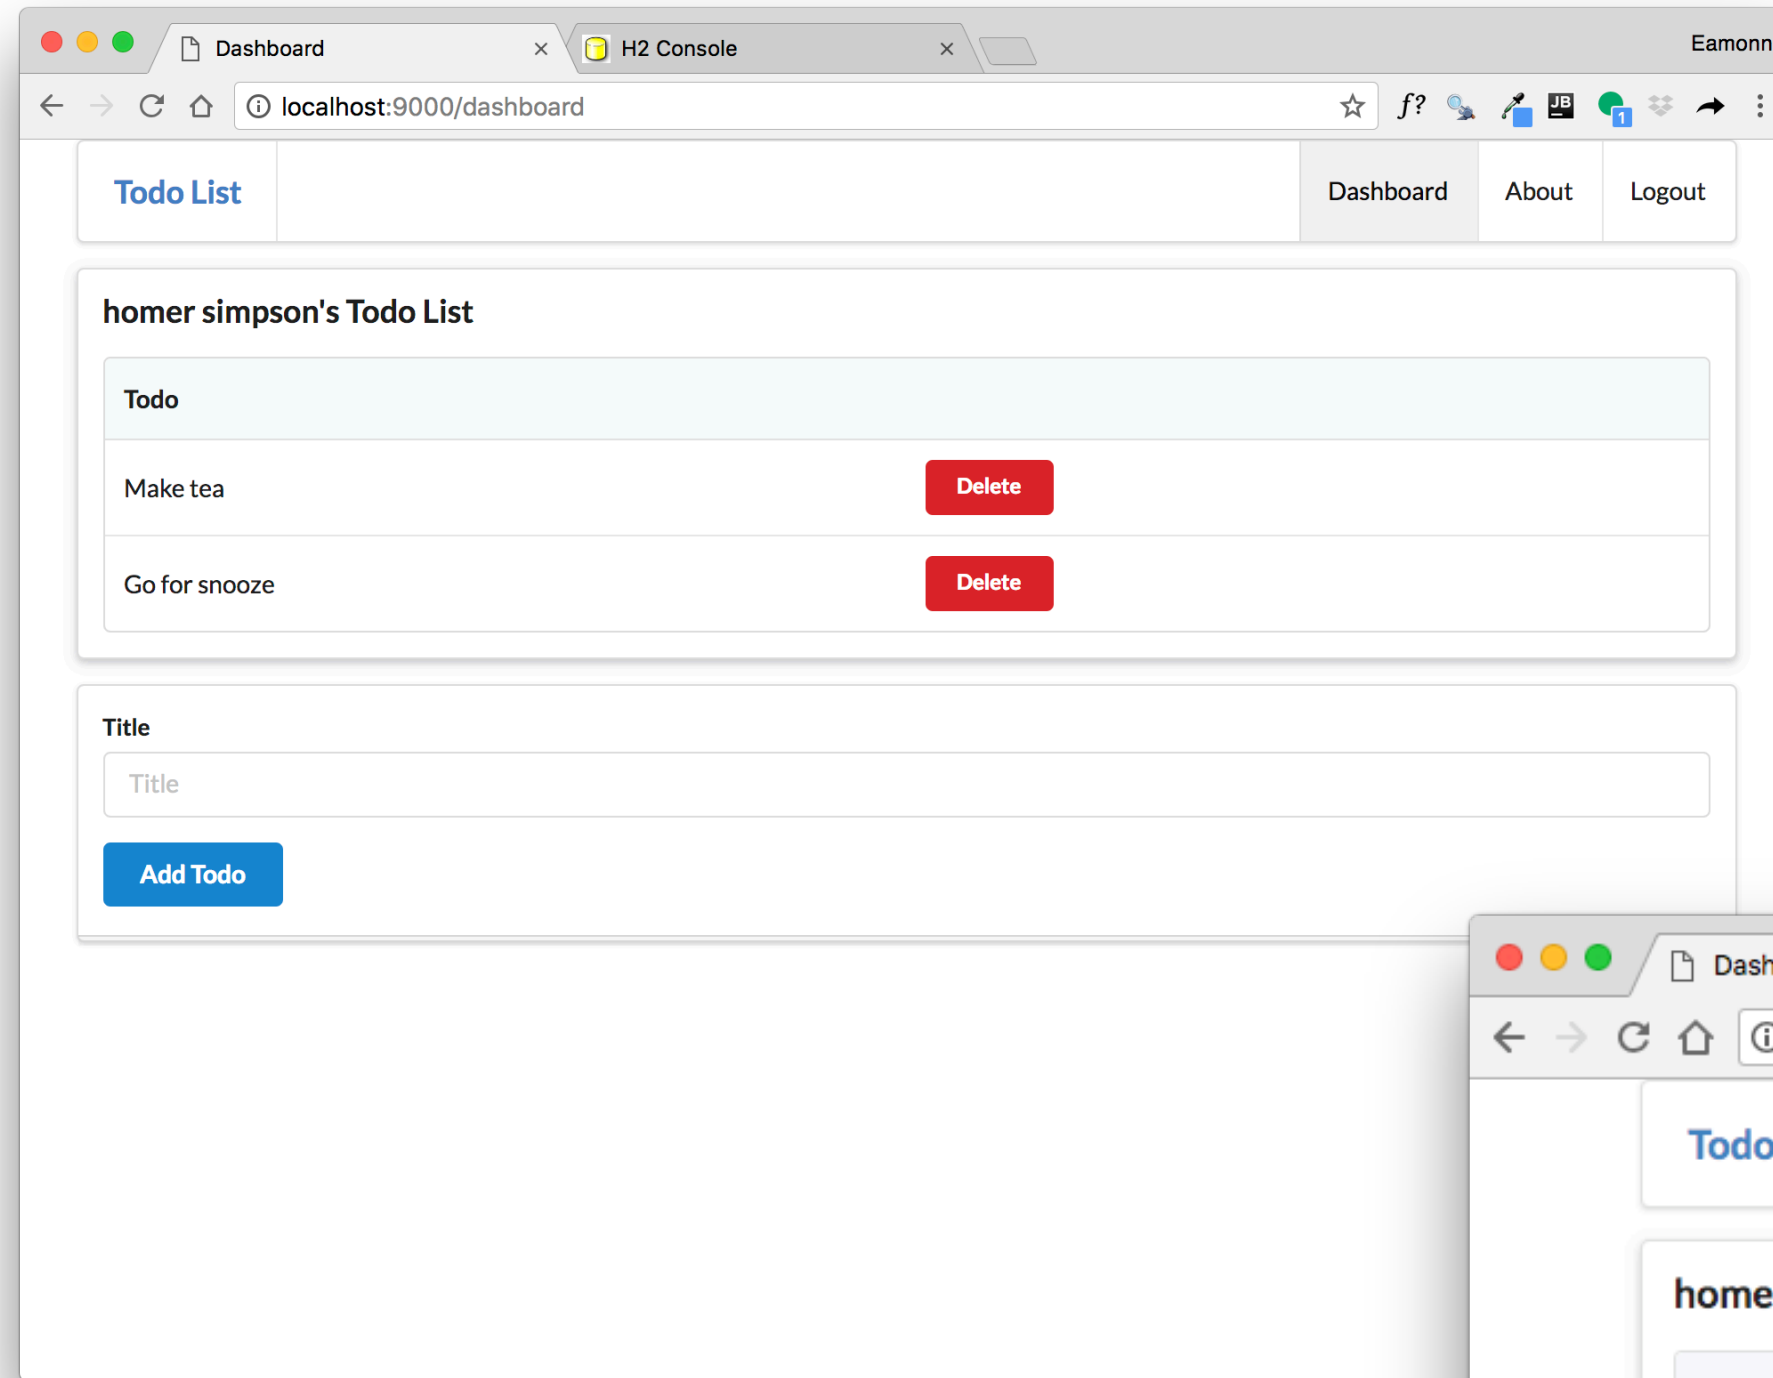 Dashboard
H2 Console
Eamonn
localhost:9000/dashboard
f?
JB
1
Todo List
Dashboard
About
Logout
homer simpson's Todo List
Todo
Make tea
Delete
Go for snooze
Delete
Title
Title
Add Todo
Dash
Todo
home